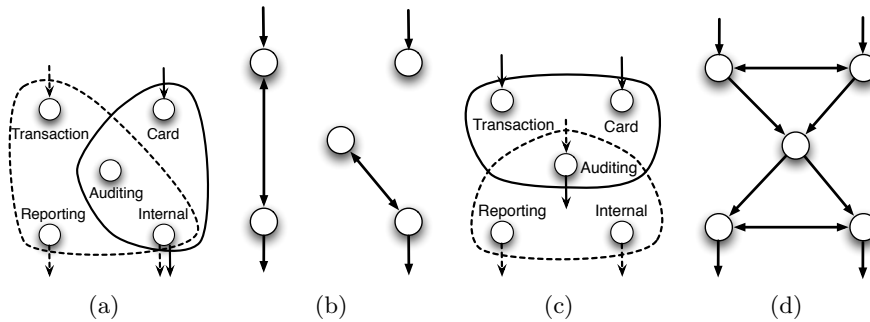 Transaction
Card
Auditing
Reporting
Internal
Transaction
Card
Auditing
Reporting
Internal
(a)
(b)
(c)
(d)